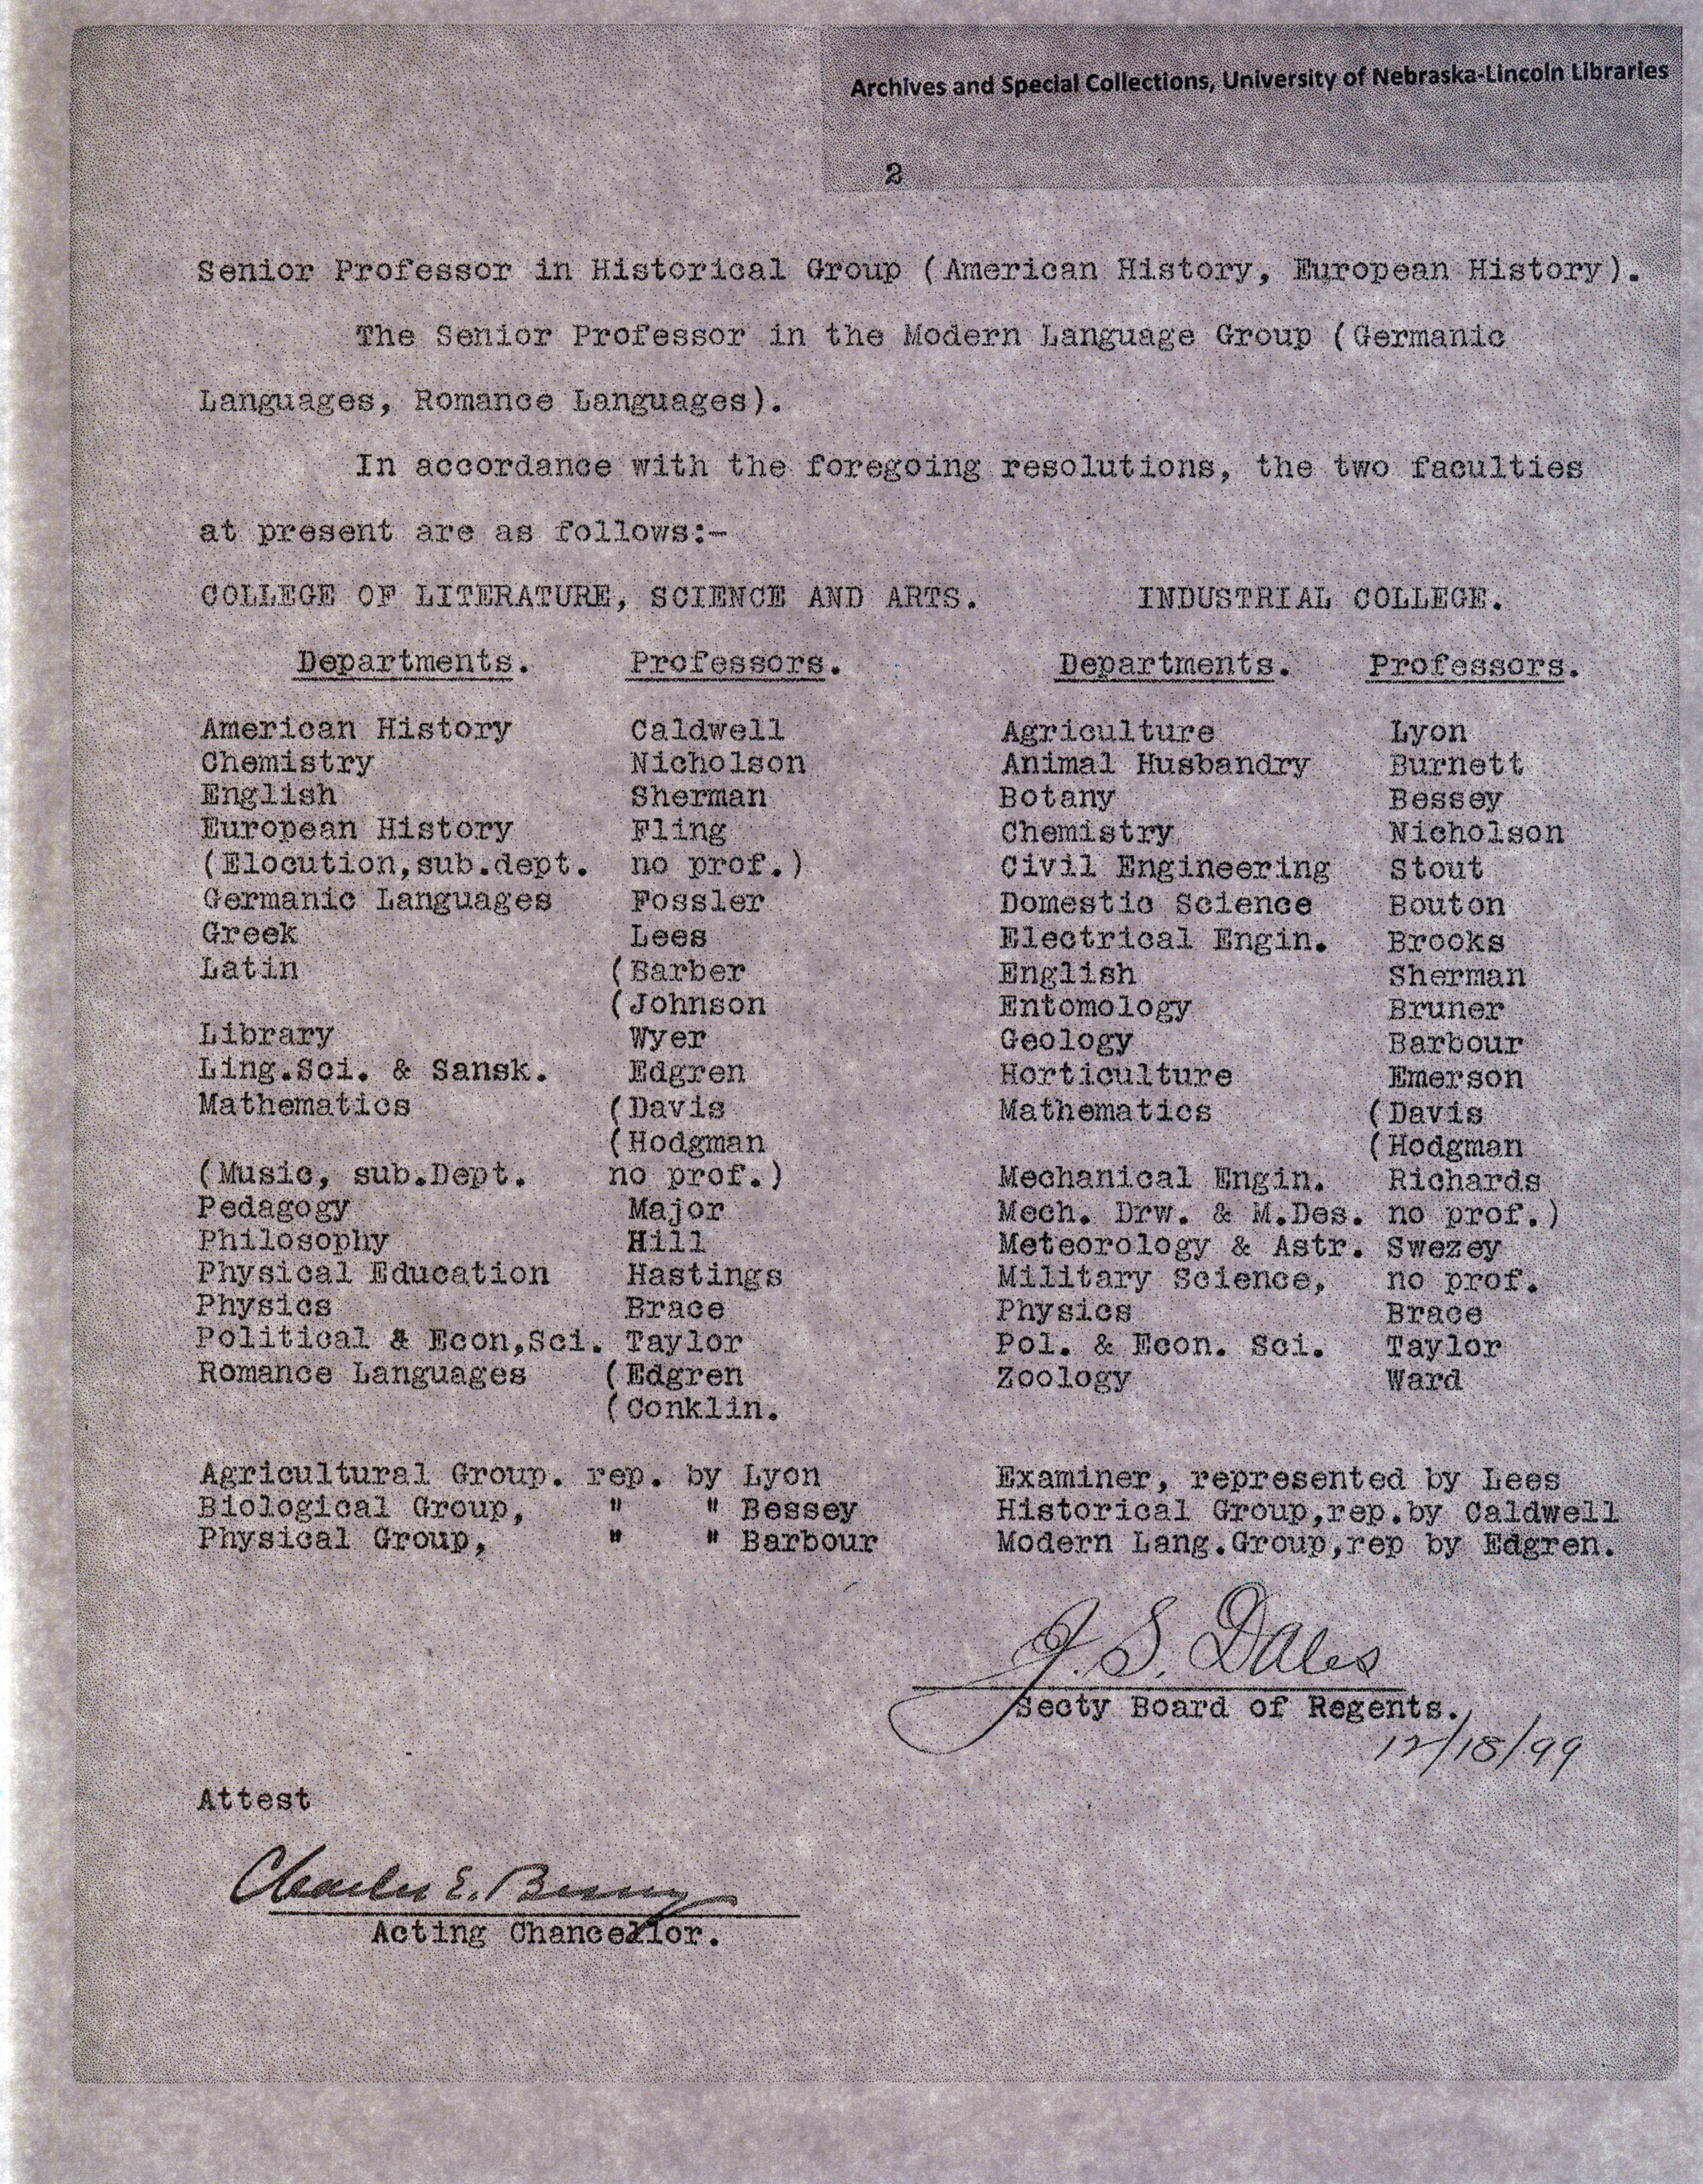 Archives and Special Collections, University of Nebraska-Lincoln Libraries
2
Senior Professor in Historical Group (American History, European History).
The Senior Professor in the Modern Language Group (Germanic
Languages, Romance Languages).
In accordance with the foregoing resolutions, the two faculties
at present are as follows:-
COLLEGE OF LITERATURE, SCIENCE AND ARTS. INDUSTRIAL COLLEGE.
Departments. Professors. Departments. Professors.
American History Caldwell Agriculture Lyon
Chemistry Nicholson Animal Husbandry Burnett
English Sherman Botany Bessey
European History Fling Chemistry Nicholson
(Elocution,sub.dept. no prof.) Civil Engineering Stout
Germanic Languages Fossler Domestic Science Bouton
Greek Lees Electrical Engin. Brooks
Latin (Barber English Sherman
(Johnson Entomology Bruner
Library Wyer Geology Barbour
Ling.Sci. & Sansk. Edgren Horticulture Emerson
Mathematics (Davis Mathematics (Davis
(Hodgman (Hodgman
(Music, sub.Dept. no prof.) Mechanical Engin. Richards
Pedagogy Major Mech. Drw. & M.Des. no prof.)
Philosophy Hill Meteorology & Astr. Swezey
Physical Education Hastings Military Science, no prof.
Physics Brace Physics Brace
Political & Econ,Sci. Taylor Pol. & Econ. Sci. Taylor
Romance Languages (Edgren Zoology Ward
(Conklin.
Agricultural Group. rep. by Lyon Examiner, represented by Lees
Biological Group, " " Bessey Historical Group,rep.by Caldwell
Physical Group, " " Barbour Modern Lang.Group,rep by Edgren.
J. S. Dales
Secty Board of Regents.
12/18/99
Attest
Charles E. Bessey
Acting Chancellor.